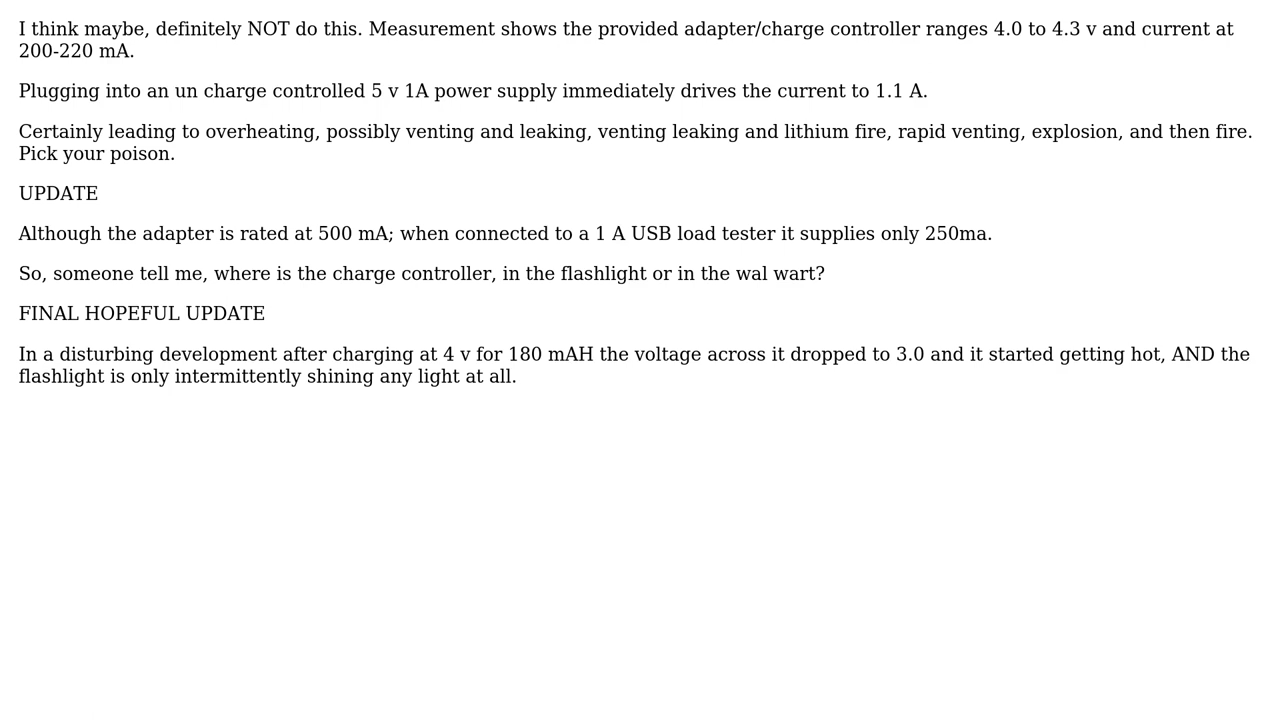 I think maybe, definitely NOT do this. Measurement shows the provided adapter/charge controller ranges 4.0 to 4.3 v and current at
200-220 mA.
Plugging into an un charge controlled 5 v 1A power supply immediately drives the current to 1.1 A.
Certainly leading to overheating, possibly venting and leaking, venting leaking and lithium fire, rapid venting, explosion, and then fire.
Pick your poison.
UPDATE
Although the adapter is rated at 500 mA; when connected to a 1 A USB load tester it supplies only 250ma.
So, someone tell me, where is the charge controller, in the flashlight or in the wal wart?
FINAL HOPEFUL UPDATE
In a disturbing development after charging at 4 v for 180 mAH the voltage across it dropped to 3.0 and it started getting hot, AND the
flashlight is only intermittently shining any light at all.